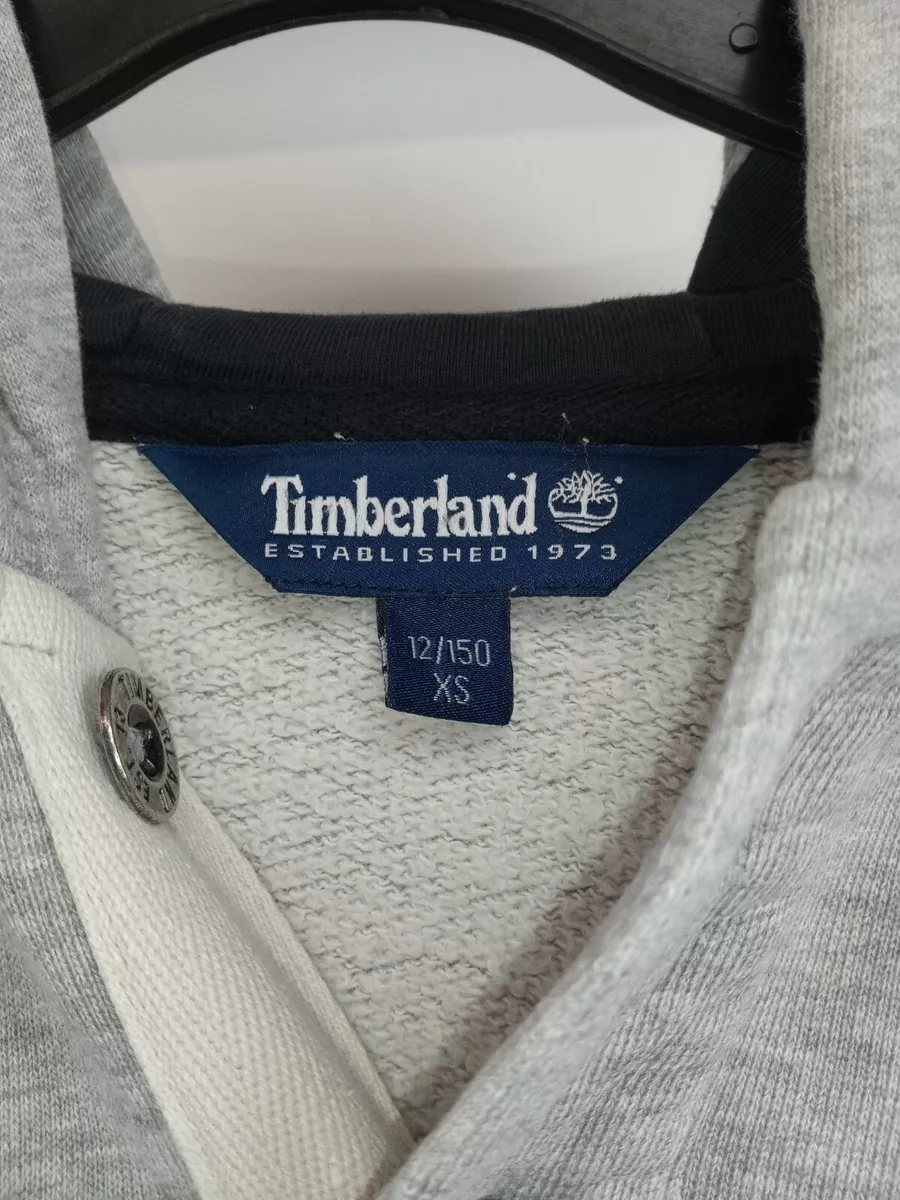 Timberland
ESTABLISHED 1973
12/150
XS
TIMBERLAND